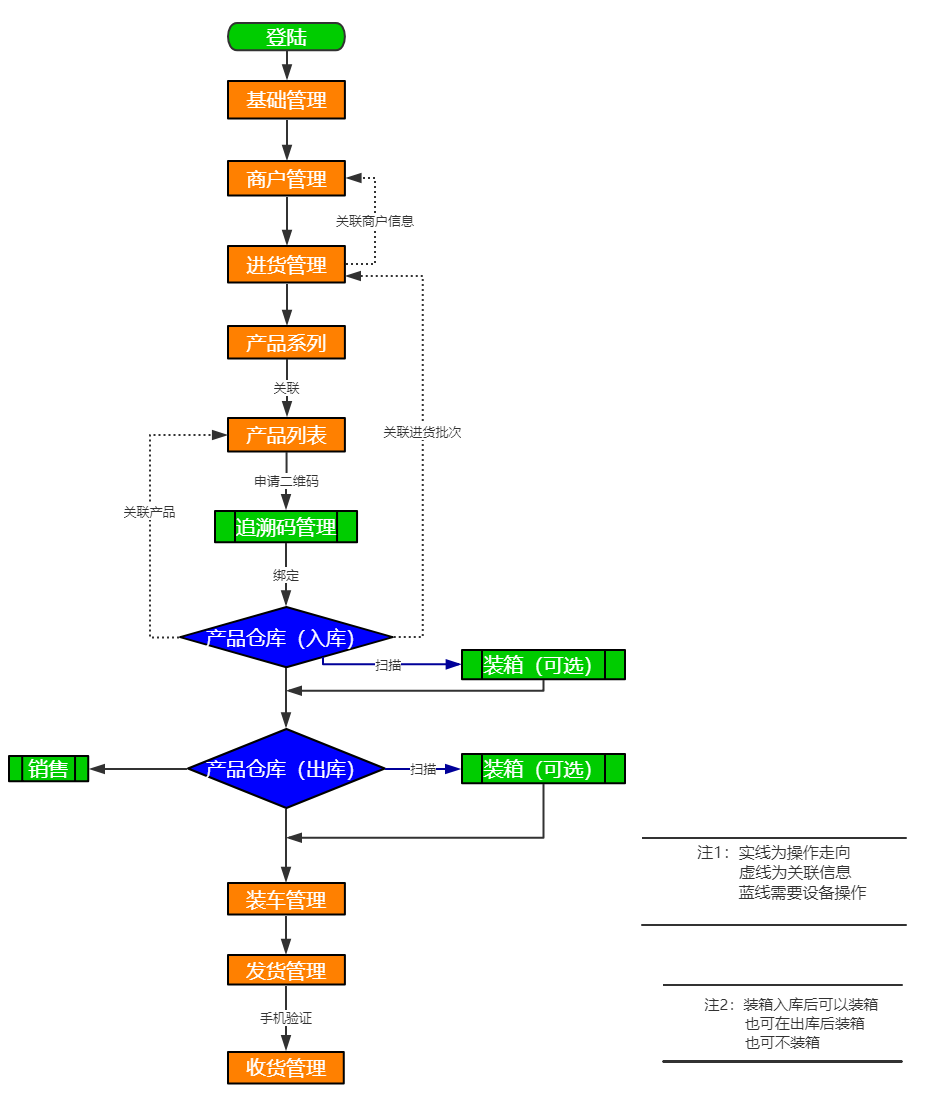 登陆
基础管理
商户管理
关联商户信息
进货管理
产品系列
关联
产品列表
关联进货批次
申请二维码
关联产品
追溯码管理
绑定
产品仓库（入库）
扫描
装箱（可选）
销售
产品仓库（出库）
扫描
装箱（可选）
注1：实线为操作走向
虚线为关联信息
蓝线需要设备操作
装车管理
发货管理
注2：装箱入库后可以装箱
也可在出库后装箱
也可不装箱
手机验证
收货管理